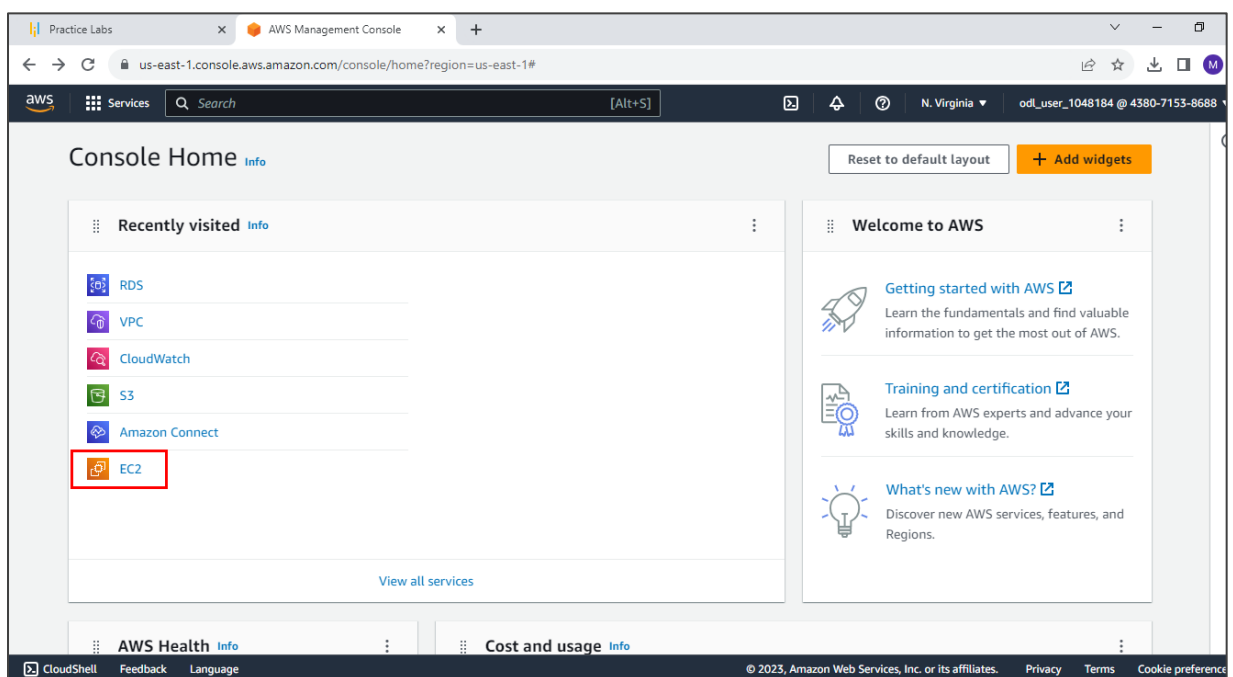 Practice Labs
AWS Management Console
us-east-1.console.aws.amazon.com/console/home?region=us-east-1#
M
aws
Services
Search
[Alt+S]
N. Virginia
odl_user_1048184 @ 4380-7153-8688
Console Home Info
Reset to default layout
+ Add widgets
Recently visited Info
RDS
VPC
CloudWatch
S3
Amazon Connect
EC2
View all services
Welcome to AWS
Getting started with AWS
Learn the fundamentals and find valuable
information to get the most out of AWS.
Training and certification
Learn from AWS experts and advance your
skills and knowledge.
What's new with AWS?
Discover new AWS services, features, and
Regions.
AWS Health Info
Cost and usage Info
CloudShell
Feedback
Language
© 2023, Amazon Web Services, Inc. or its affiliates.
Privacy
Terms
Cookie preference